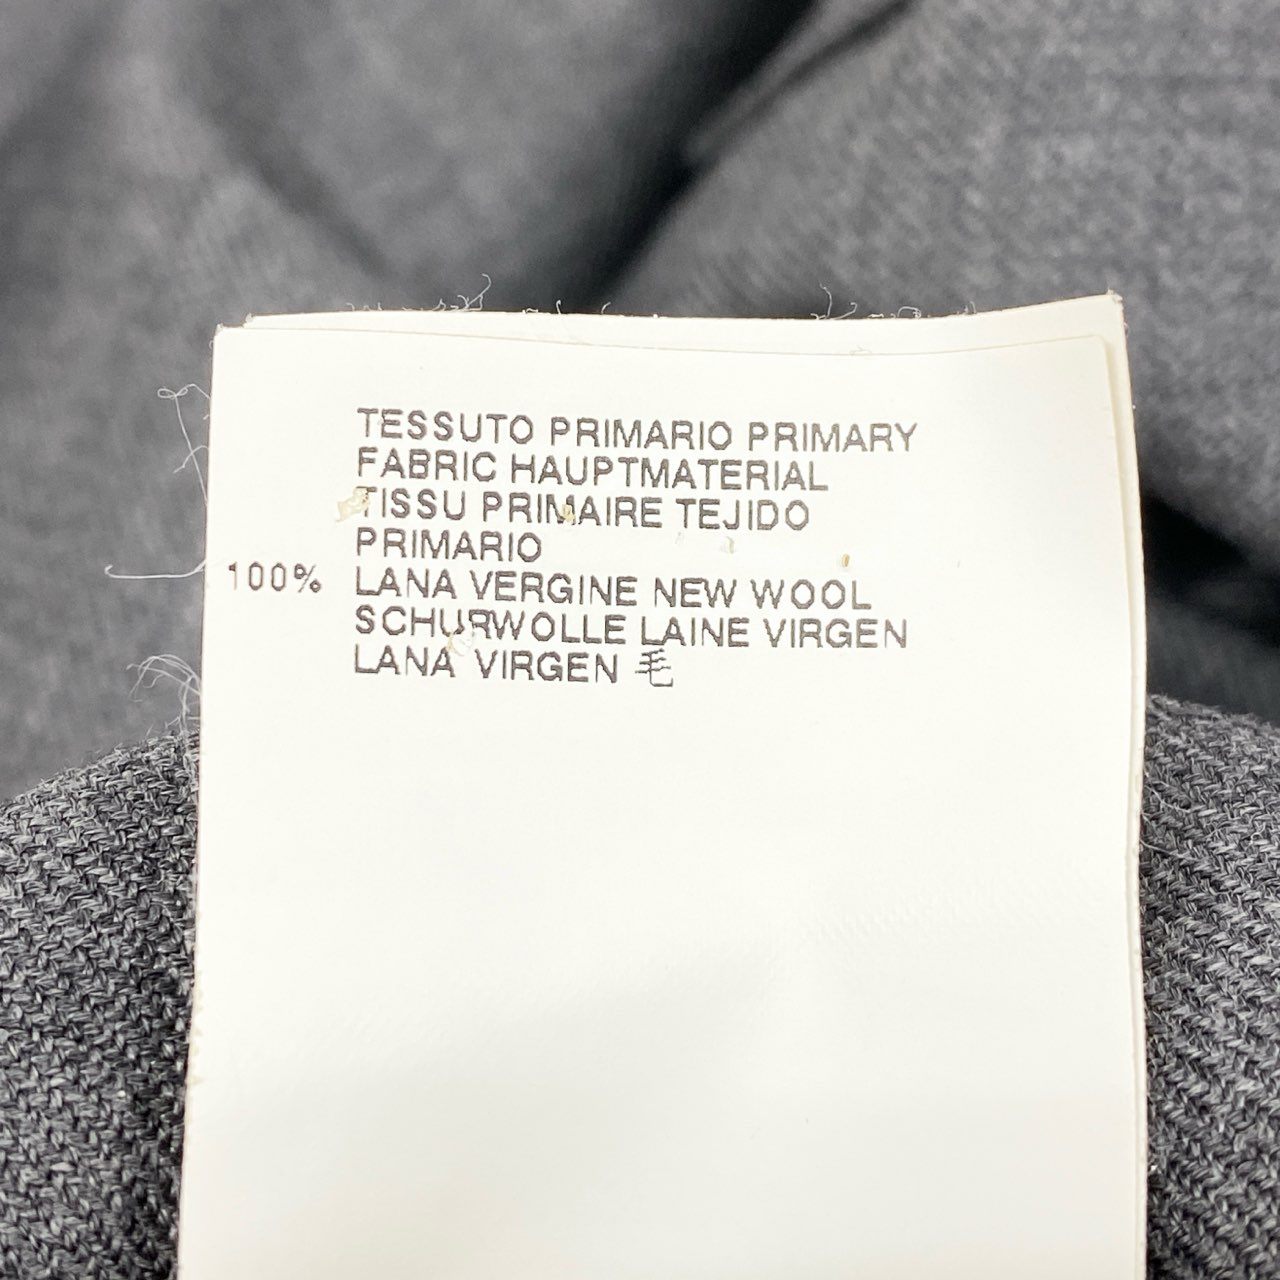 TESSUTO PRIMARIO PRIMARY
FABRIC HAUPTMATERIAL
TISSU PRIMAIRE TEJIDO
PRIMARIO
100% LANA VERGINE NEW WOOL
SCHURWOLLE LAINE VIRGEN
LANA VIRGEN 毛